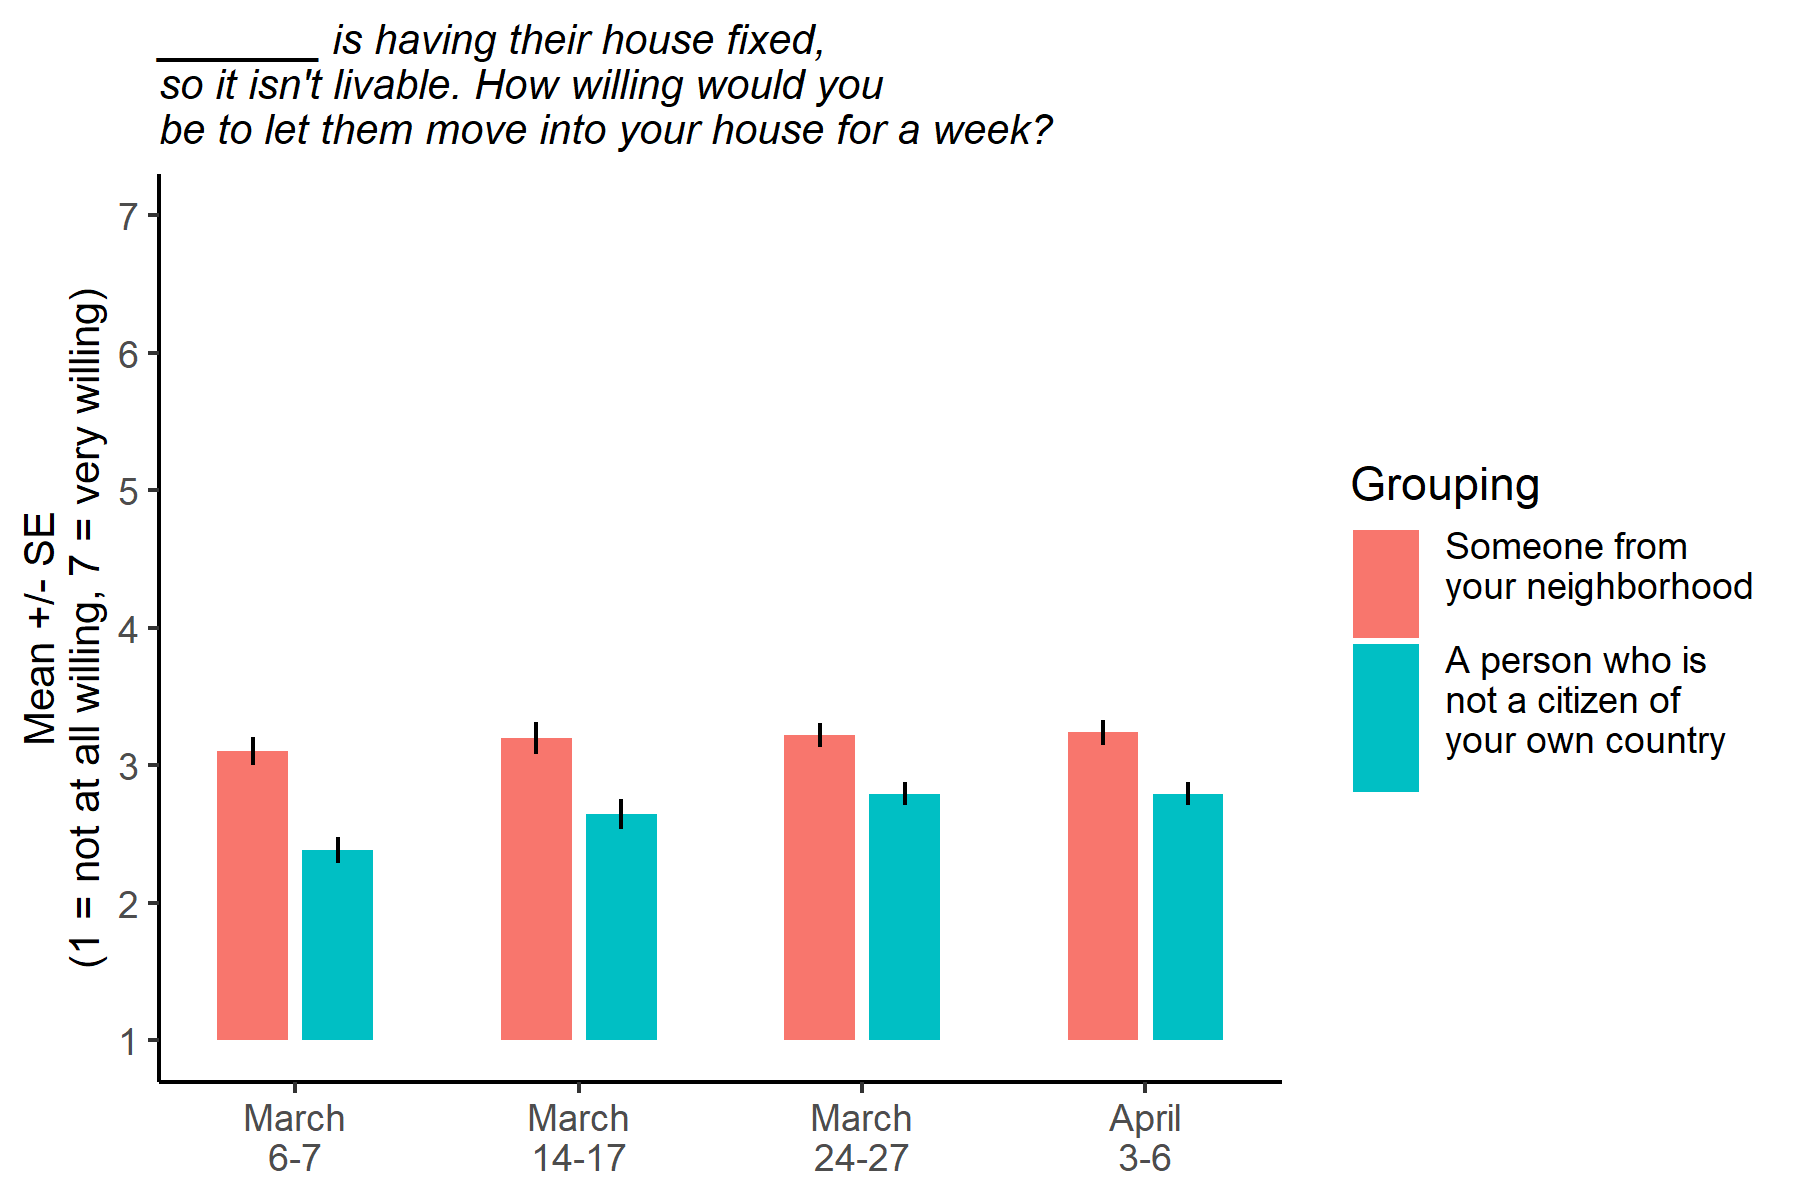 _______ is having their house fixed,
so it isn't livable. How willing would you
be to let them move into your house for a week?
Mean +/- SE
(1 = not at all willing, 7 = very willing)
7
6
5
4
3
2
1
March
6-7
March
14-17
March
24-27
April
3-6
Grouping
Someone from
your neighborhood
A person who is
not a citizen of
your own country